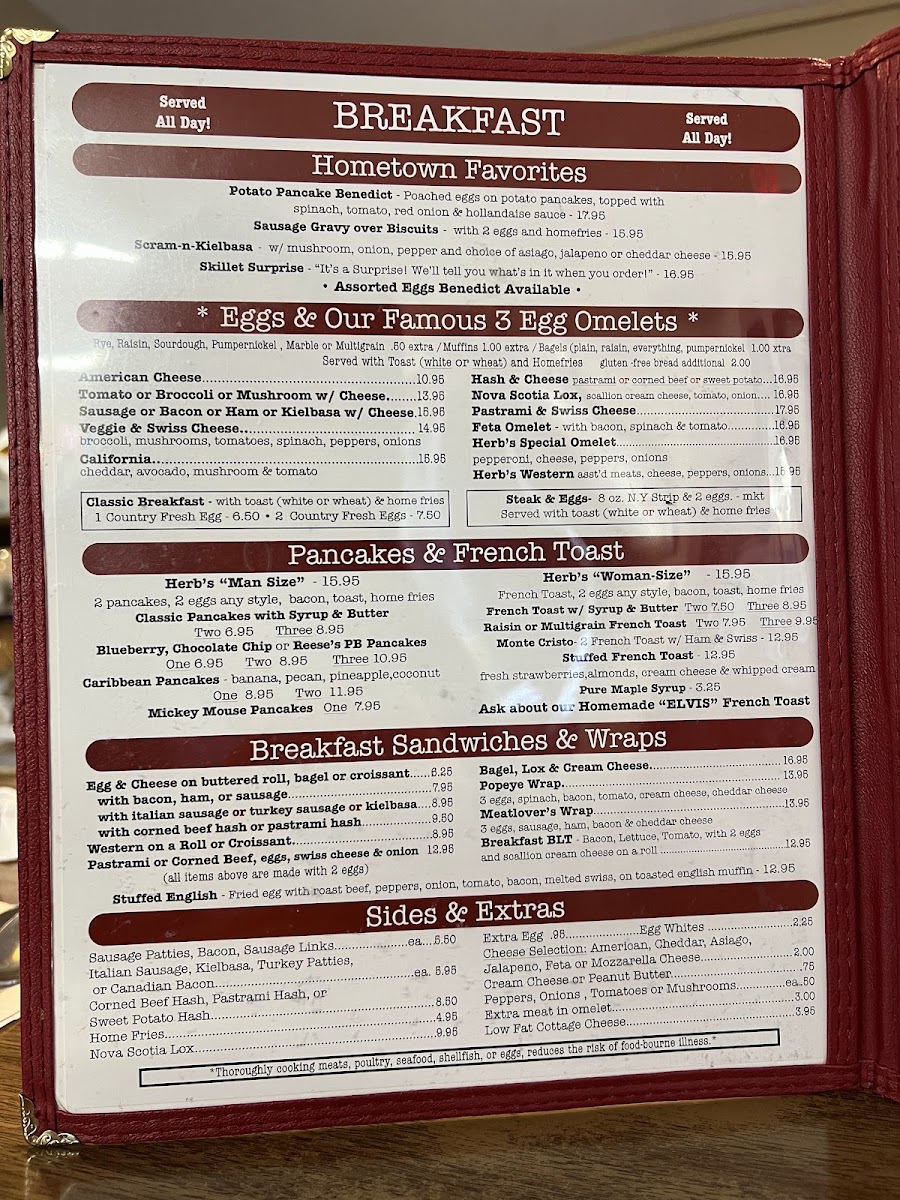 Served
All Day!
BREAKFAST
Served
All Day!
Hometown Favorites
Potato Pancake Benedict - Poached eggs on potato pancakes, topped with
spinach, tomato, red onion & hollandaise sauce - 17.95
Sausage Gravy over Biscuits - with 2 eggs and homefries - 15.95
Scram-n-Kielbasa - w/ mushroom, onion, pepper and choice of asiago, jalapeno or cheddar cheese - 15.95
Skillet Surprise - "It's a Surprise! We'll tell you what's in it when you order!" - 16.95
• Assorted Eggs Benedict Available •
* Eggs & Our Famous 3 Egg Omelets *
Rye, Raisin, Sourdough, Pumpernickel , Marble or Multigrain .50 extra / Muffins 1.00 extra / Bagels (plain, raisin, everything, pumpernickel 1.00 xtra
Served with Toast (white or wheat) and Homefries gluten -free bread additional 2.00
American Cheese...10.95
Tomato or Broccoli or Mushroom w/ Cheese...13.95
Sausage or Bacon or Ham or Kielbasa w/ Cheese.15.95
Veggie & Swiss Cheese...14.95
broccoli, mushrooms, tomatoes, spinach, peppers, onions
California...15.95
cheddar, avocado, mushroom & tomato
Hash & Cheese pastrami or corned beef or sweet potato...16.95
Nova Scotia Lox, scallion cream cheese, tomato, onion.... 16.95
Pastrami & Swiss Cheese...17.95
Feta Omelet - with bacon, spinach & tomato...16.95
Herb's Special Omelet...16.95
pepperoni, cheese, peppers, onions
Herb's Western asst'd meats, cheese, peppers, onions...15.95
Classic Breakfast - with toast (white or wheat) & home fries
1 Country Fresh Egg - 6.50 • 2 Country Fresh Eggs - 7.50
Steak & Eggs- 8 oz. N.Y Strip & 2 eggs. - mkt
Served with toast (white or wheat) & home fries
Pancakes & French Toast
Herb's "Man Size" - 15.95
2 pancakes, 2 eggs any style, bacon, toast, home fries
Classic Pancakes with Syrup & Butter
Two 6.95 Three 8.95
Blueberry, Chocolate Chip or Reese's PB Pancakes
One 6.95 Two 8.95 Three 10.95
Caribbean Pancakes - banana, pecan, pineapple,coconut
One 8.95 Two 11.95
Mickey Mouse Pancakes One 7.95
Herb's "Woman-Size" - 15.95
French Toast, 2 eggs any style, bacon, toast, home fries
French Toast w/ Syrup & Butter Two 7.50 Three 8.95
Raisin or Multigrain French Toast Two 7.95 Three 9.95
Monte Cristo- 2 French Toast w/ Ham & Swiss - 12.95
Stuffed French Toast - 12.95
fresh strawberries,almonds, cream cheese & whipped cream
Pure Maple Syrup - 3.25
Ask about our Homemade "ELVIS" French Toast
Breakfast Sandwiches & Wraps
Egg & Cheese on buttered roll, bagel or croissant......6.25
with bacon, ham, or sausage...7.95
with italian sausage or turkey sausage or kielbasa....8.95
with corned beef hash or pastrami hash...9.50
Western on a Roll or Croissant...8.95
Pastrami or Corned Beef, eggs, swiss cheese & onion 12.95
(all items above are made with 2 eggs)
Bagel, Lox & Cream Cheese...16.95
Popeye Wrap...13.95
3 eggs, spinach, bacon, tomato, cream cheese, cheddar cheese
Meatlover's Wrap...13.95
3 eggs, sausage, ham, bacon & cheddar cheese
Breakfast BLT - Bacon, Lettuce, Tomato, with 2 eggs
and scallion cream cheese on a roll ...12.95
Stuffed English - Fried egg with roast beef, peppers, onion, tomato, bacon, melted swiss, on toasted english muffin - 12.95
Sides & Extras
Sausage Patties, Bacon, Sausage Links...ea...5.50
Italian Sausage, Kielbasa, Turkey Patties,
or Canadian Bacon...ea. 5.95
Corned Beef Hash, Pastrami Hash, or
Sweet Potato Hash...8.50
Home Fries...4.95
Nova Scotia Lox...9.95
Extra Egg .95...Egg Whites ...2.25
Cheese Selection: American, Cheddar, Asiago,
Jalapeno, Feta or Mozzarella Cheese...2.00
Cream Cheese or Peanut Butter...75
Peppers, Onions , Tomatoes or Mushrooms...ea..50
Extra meat in omelet...3.00
Low Fat Cottage Cheese...3.95
"Thoroughly cooking meats, poultry, seafood, shellfish, or eggs, reduces the risk of food-bourne illness."